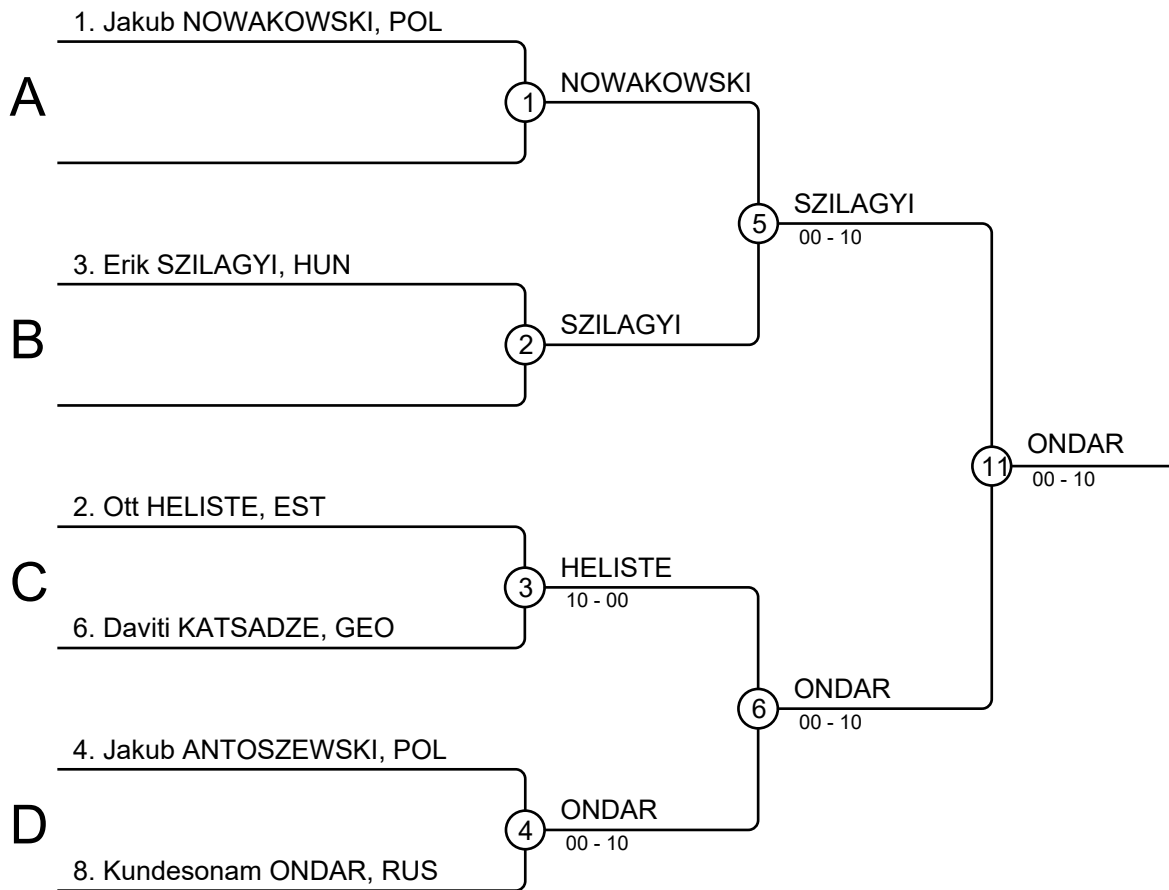 1. Jakub NOWAKOWSKI, POL
A
1
NOWAKOWSKI
5
SZILAGYI
00 - 10
3. Erik SZILAGYI, HUN
B
2
SZILAGYI
11
ONDAR
00 - 10
2. Ott HELISTE, EST
C
3
HELISTE
10 - 00
6. Daviti KATSADZE, GEO
6
ONDAR
00 - 10
4. Jakub ANTOSZEWSKI, POL
D
4
ONDAR
00 - 10
8. Kundesonam ONDAR, RUS